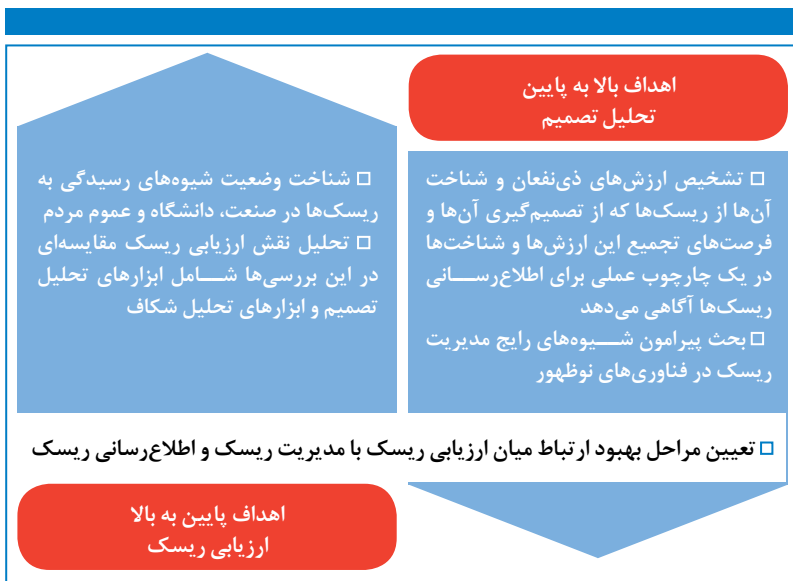 اهداف بالا به پایین
تحلیل تصمیم
□ تشخیص ارزش‌های ذی‌نفعان و شناخت
آن‌ها از ریسک‌ها که از تصمیم‌گیری آن‌ها و
فرصت‌های تجمیع این ارزش‌ها و شناخت‌ها
در یک چارچوب عملی برای اطلاع‌رسانی
ریسک‌ها آگاهی می‌دهد
□ بحث پیرامون شیوه‌های رایج مدیریت
ریسک در فناوری‌های نوظهور
□ شناخت وضعیت شیوه‌های رسیدگی به
ریسک‌ها در صنعت، دانشگاه و عموم مردم
□ تحلیل نقش ارزیابی ریسک مقایسه‌ای
در این بررسی‌ها شامل ابزارهای تحلیل
تصمیم و ابزارهای تحلیل شکاف
□ تعیین مراحل بهبود ارتباط میان ارزیابی ریسک با مدیریت ریسک و اطلاع‌رسانی ریسک
اهداف پایین به بالا
ارزیابی ریسک